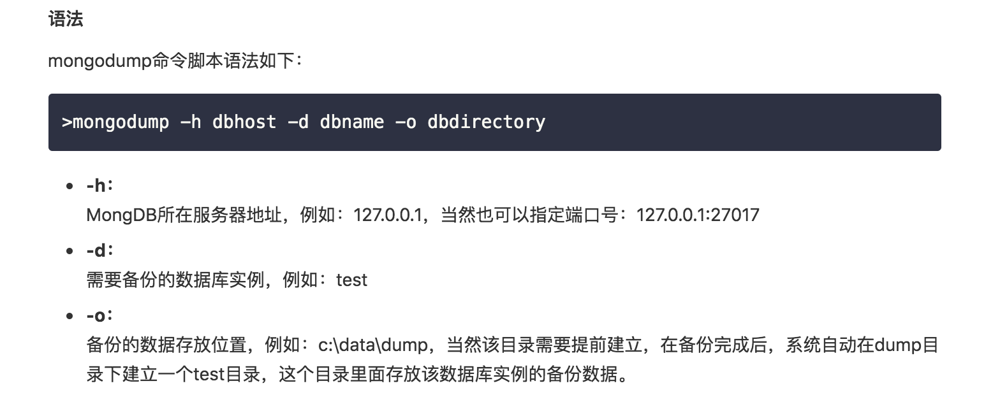 语法
mongodump命令脚本语法如下：
>mongodump -h dbhost -d dbname -o dbdirectory
-h：
MongDB所在服务器地址，例如：127.0.0.1，当然也可以指定端口号：127.0.0.1:27017
-d：
需要备份的数据库实例，例如：test
-o：
备份的数据存放位置，例如：c:\data\dump，当然该目录需要提前建立，在备份完成后，系统自动在dump目
录下建立一个test目录，这个目录里面存放该数据库实例的备份数据。